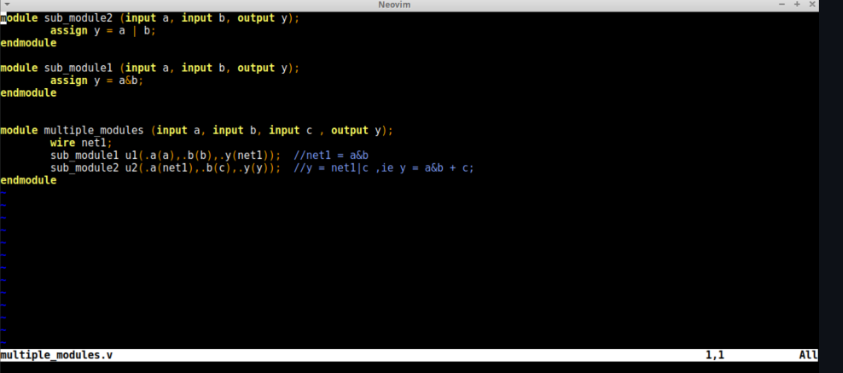 Neovim
module sub_module2 (input a, input b, output y);
        assign y = a | b;
endmodule
module sub_module1 (input a, input b, output y);
        assign y = a&b;
endmodule
module multiple_modules (input a, input b, input c , output y);
        wire net1;
        sub_module1 u1(.a(a),.b(b),.y(net1));  //net1 = a&b
        sub_module2 u2(.a(net1),.b(c),.y(y));  //y = net1|c ,ie y = a&b + c;
endmodule
~
~
~
~
~
~
~
~
~
~
~
~
~
multiple_modules.v 1,1 All